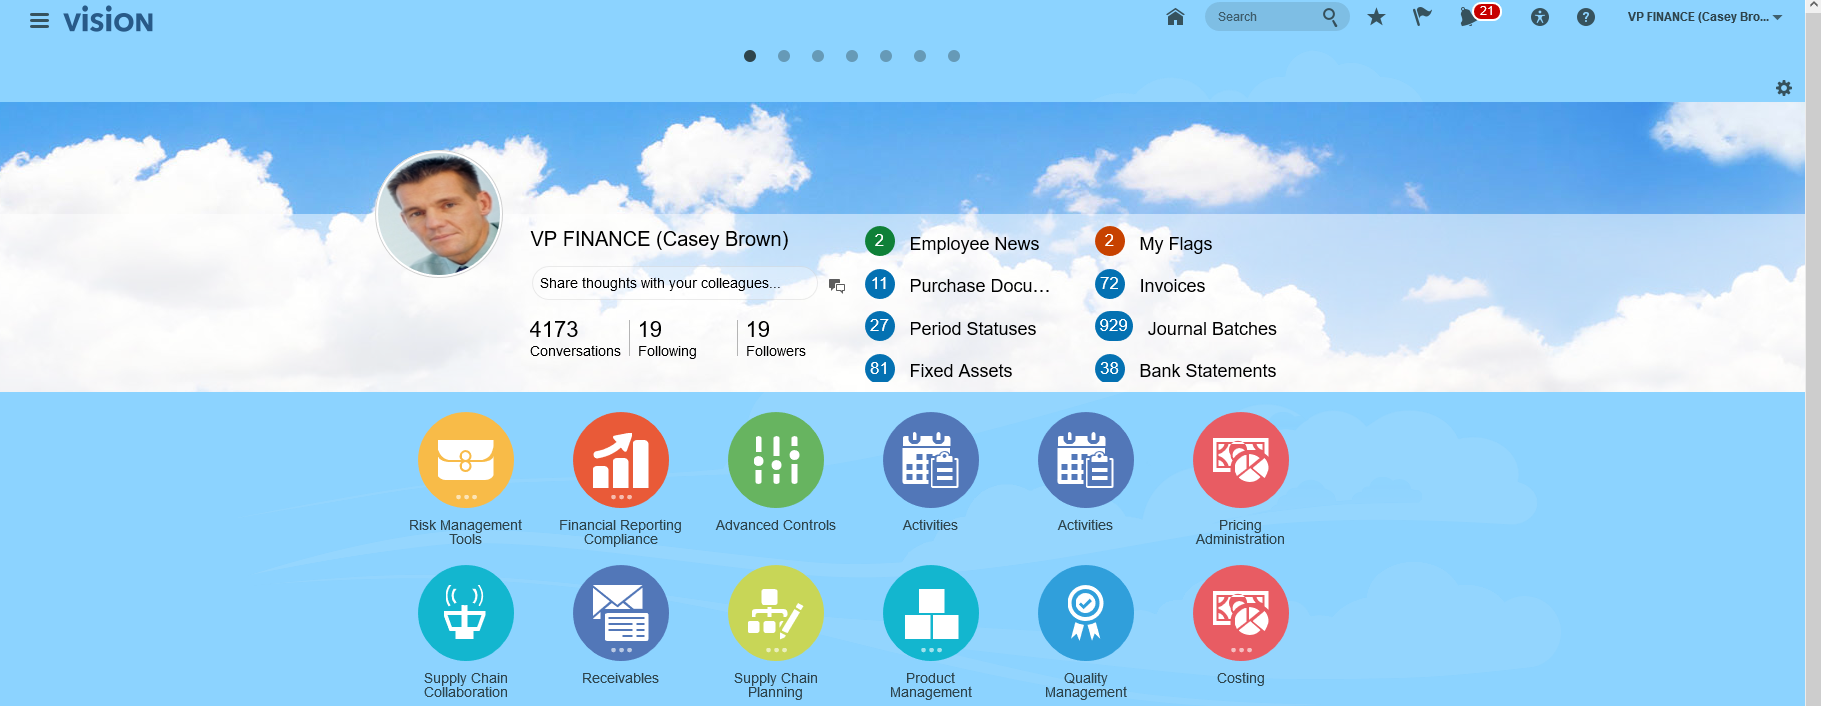 vision
Search
21
VP FINANCE (Casey Bro...
VP FINANCE (Casey Brown)
Share thoughts with your colleagues...
4173
Conversations
19
Following
19
Followers
2 Employee News
2 My Flags
11 Purchase Docu...
72 Invoices
27 Period Statuses
929 Journal Batches
81 Fixed Assets
38 Bank Statements
Risk Management
Tools
Financial Reporting
Compliance
Advanced Controls
Activities
Activities
Pricing
Administration
Supply Chain
Collaboration
Receivables
Supply Chain
Planning
Product
Management
Quality
Management
Costing